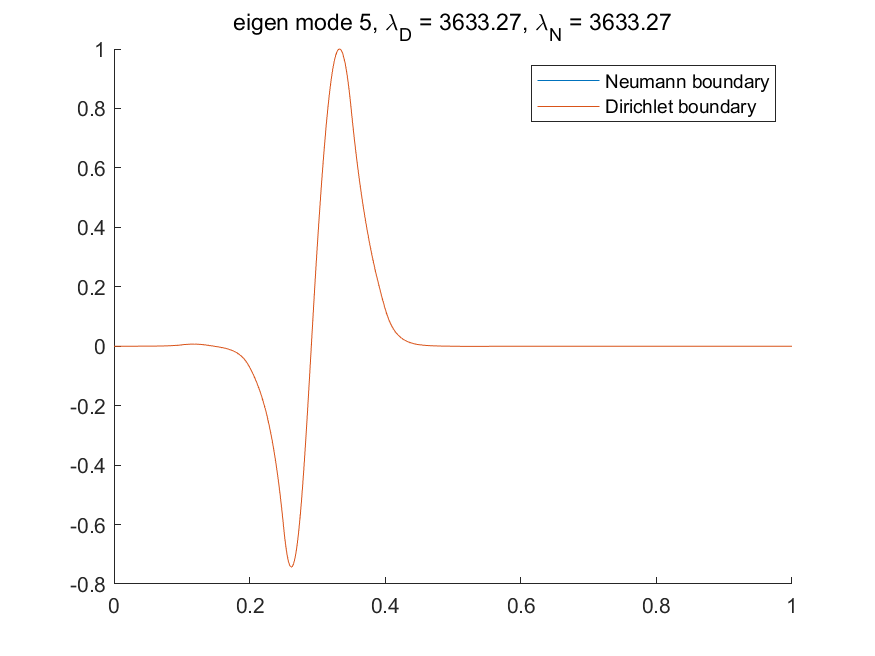 eigen mode 5, λ_D = 3633.27, λ_N = 3633.27
Neumann boundary
Dirichlet boundary
1
0.8
0.6
0.4
0.2
0
-0.2
-0.4
-0.6
-0.8
0 0.2 0.4 0.6 0.8 1